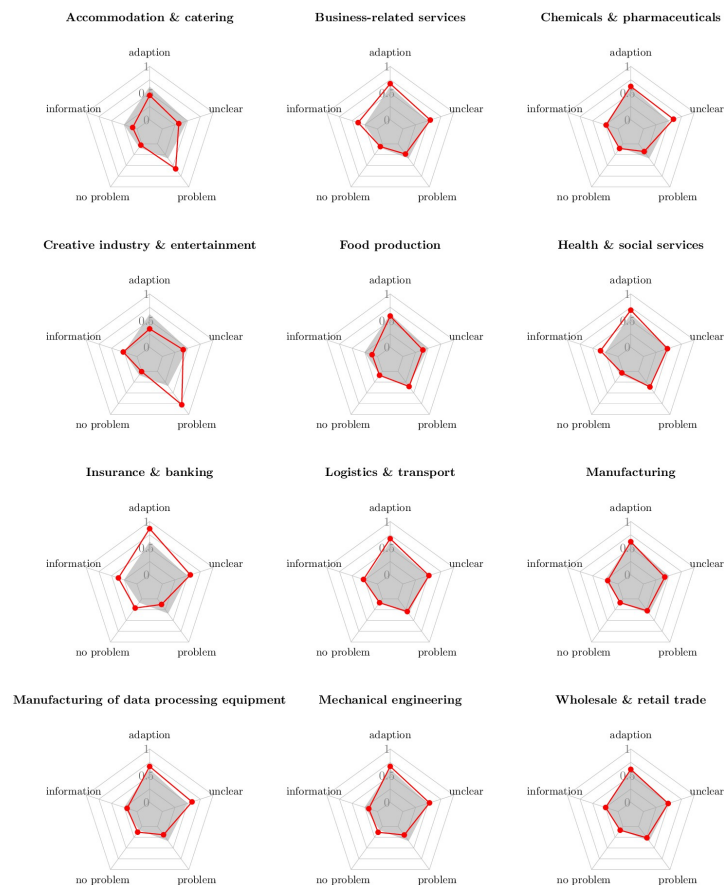 Accommodation & catering
Business-related services
Chemicals & pharmaceuticals
adaption
adaption
adaption
1
1
1
0.5
0.5
0.5
information
unclear
information
unclear
information
unclear
0
0
0
no problem
problem
no problem
problem
no problem
problem
Creative industry & entertainment
Food production
Health & social services
adaption
adaption
adaption
1
1
1
0.5
0.5
0.5
information
unclear
information
unclear
information
unclear
0
0
0
no problem
problem
no problem
problem
no problem
problem
Insurance & banking
Logistics & transport
Manufacturing
adaption
adaption
adaption
1
1
1
0.5
0.5
0.5
information
unclear
information
unclear
information
unclear
0
0
0
no problem
problem
no problem
problem
no problem
problem
Manufacturing of data processing equipment
Mechanical engineering
Wholesale & retail trade
adaption
adaption
adaption
1
1
1
0.5
0.5
0.5
information
unclear
information
unclear
information
unclear
0
0
0
no problem
problem
no problem
problem
no problem
problem